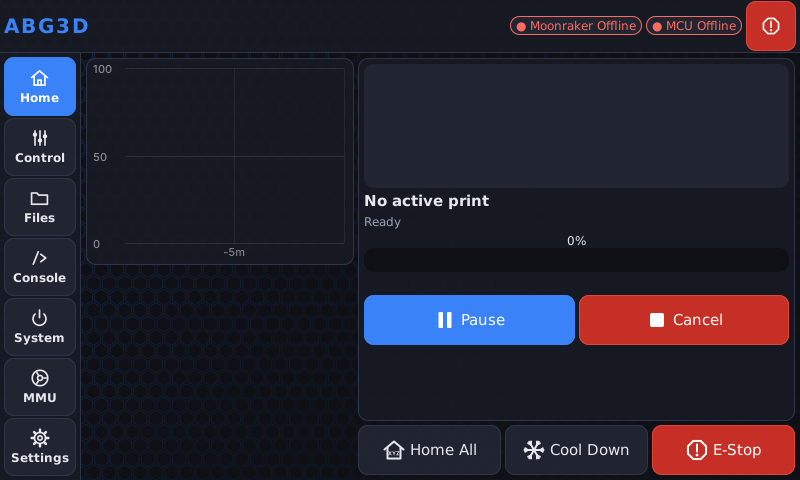 ABG3D
Moonraker Offline
MCU Offline
Home
Control
Files
Console
System
MMU
Settings
100
50
0
-5m
No active print
Ready
0%
Pause
Cancel
XYZ
Home All
Cool Down
E-Stop